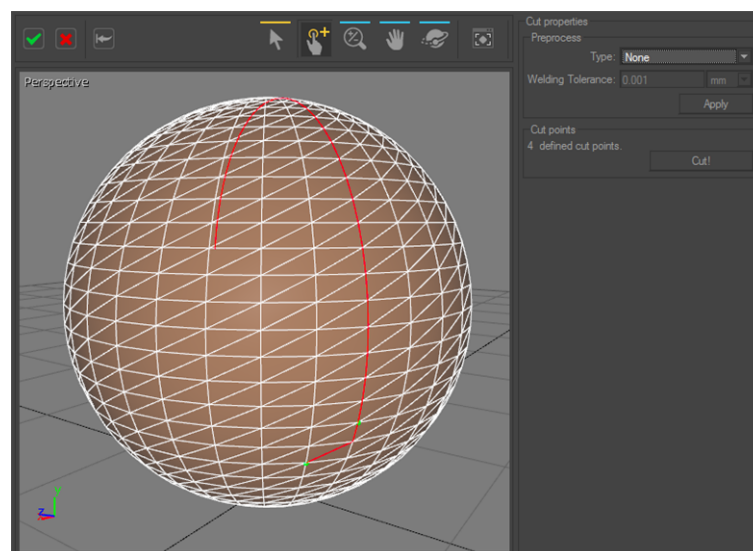 Cut properties
Preprocess
Type: None
Welding Tolerance: 0.001 mm
Apply
Perspective
Cut points
4 defined cut points.
Cut!
y
z